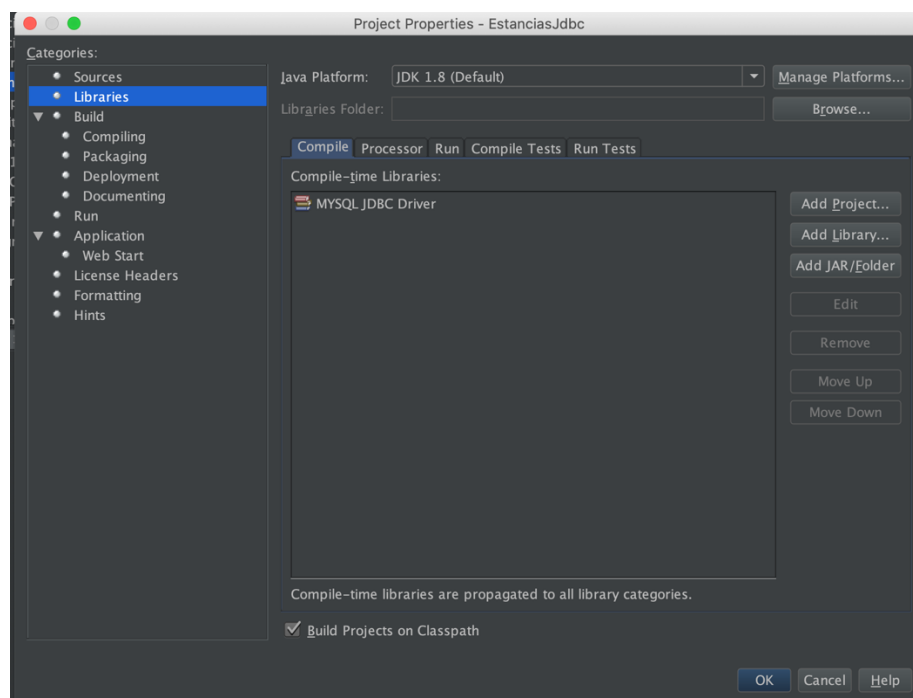 Project Properties - EstanciasJdbc
Categories:
Sources
Libraries
Build
Compiling
Packaging
Deployment
Documenting
Run
Application
Web Start
License Headers
Formatting
Hints
Java Platform: JDK 1.8 (Default) Manage Platforms...
Libraries Folder: Browse...
Compile Processor Run Compile Tests Run Tests
Compile-time Libraries:
MYSQL JDBC Driver
Add Project...
Add Library...
Add JAR/Folder
Edit
Remove
Move Up
Move Down
Compile-time libraries are propagated to all library categories.
Build Projects on Classpath
OK Cancel Help